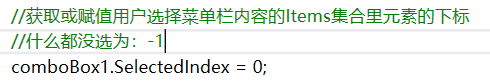 //获取或赋值用户选择菜单栏内容的Items集合里元素的下标
//什么都没选为：-1
comboBox1.SelectedIndex = 0;